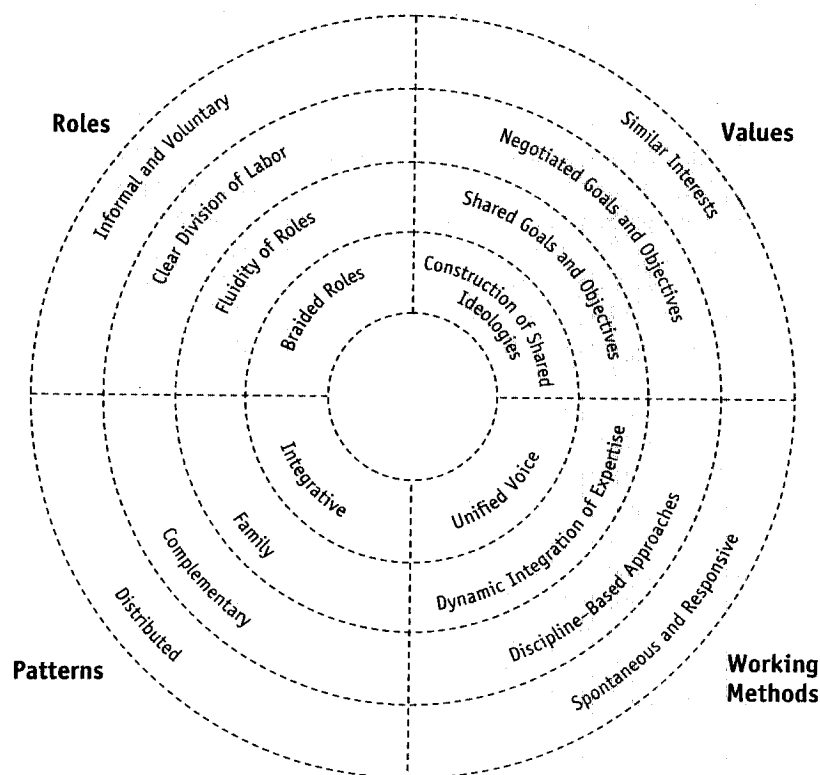 Roles
Informal and Voluntary
Clear Division of Labor
Fluidity of Roles
Braided Roles
Values
Similar Interests
Negotiated Goals and Objectives
Shared Goals and Objectives
Construction of Shared
Ideologies
Patterns
Integrative
Family
Complementary
Distributed
Working
Methods
Unified Voice
Dynamic Integration of Expertise
Discipline-Based Approaches
Spontaneous and Responsive